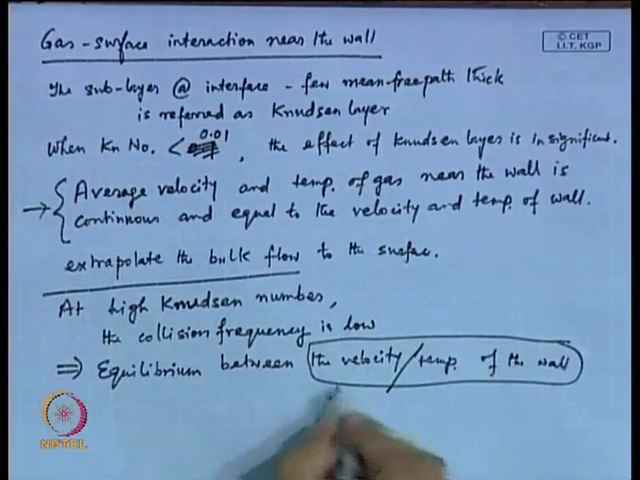 Gas-surface interaction near the wall
© CET
I.I.T. KGP
The sub-layer @ interface - few mean-free path thick
is referred as Knudsen layer
When Kn No. < 0.01, the effect of Knudsen layer is insignificant.
→ { Average velocity and temp. of gas near the wall is
continuous and equal to the velocity and temp. of wall.
extrapolate the bulk flow to the surfac.
At high Knudsen number,
the collision frequency is low
⇒ Equilibrium between the velocity/temp. of the wall
NPTEL